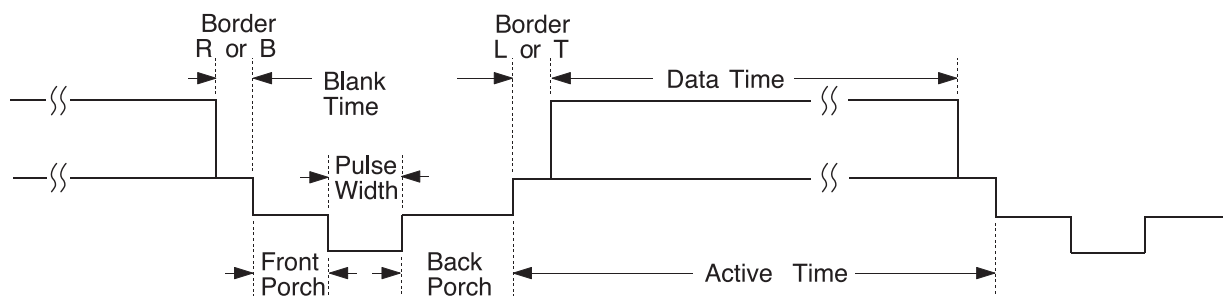 Border
R or B
Border
L or T
Blank
Time
Data Time
Pulse
Width
Front
Porch
Back
Porch
Active Time